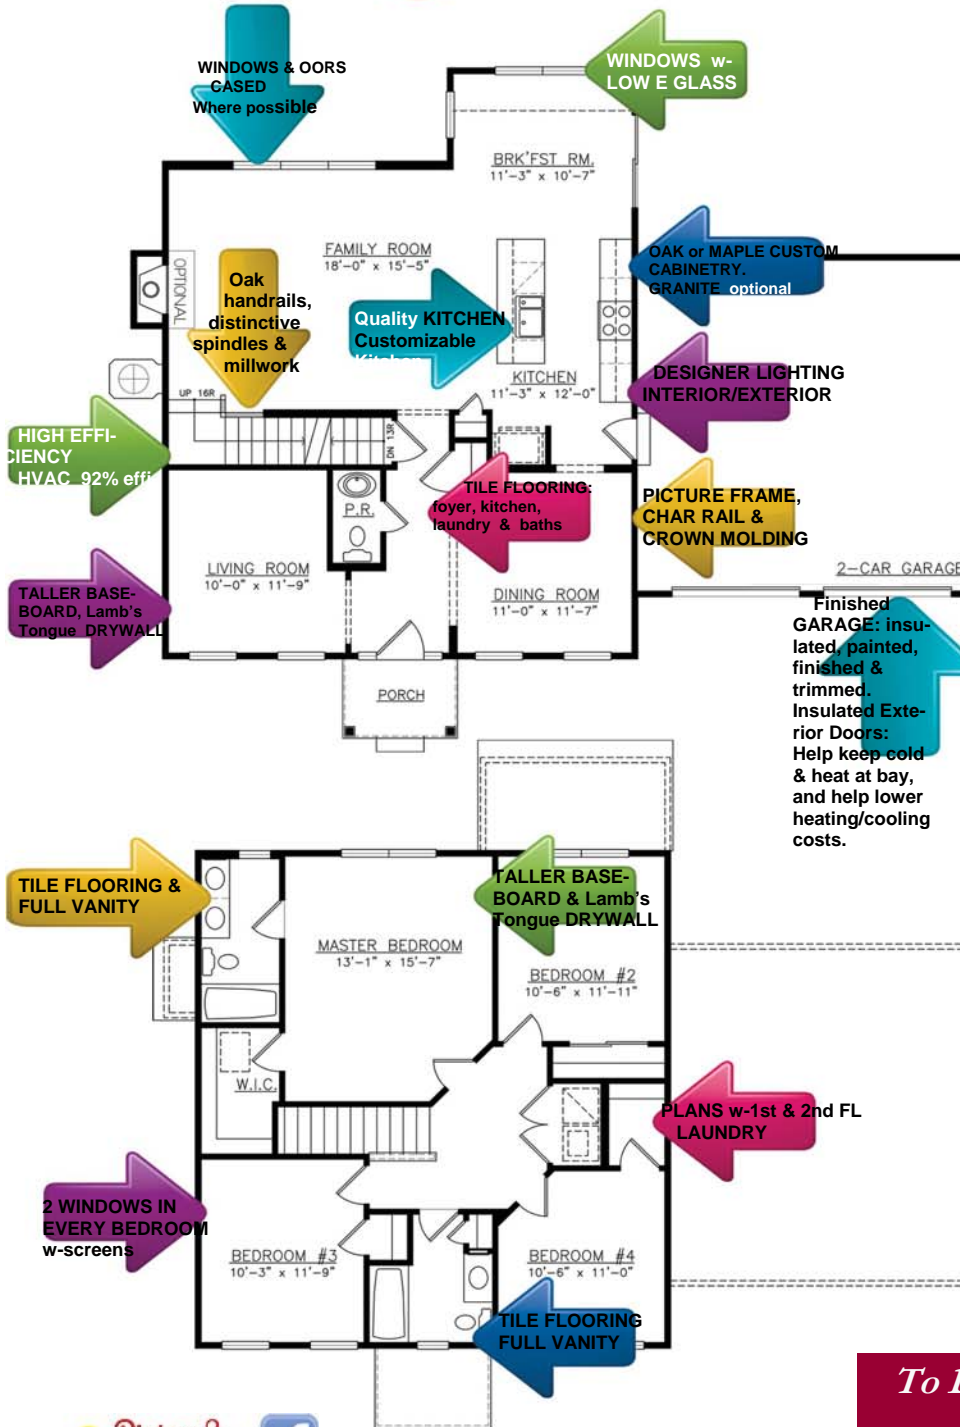 WINDOWS & OORS
CASED
Where possible
WINDOWS w-
LOW E GLASS
BRK'FST RM.
11'-3" x 10'-7"
FAMILY ROOM
18'-0" x 15'-5"
OPTIONAL
OAK or MAPLE CUSTOM
CABINETRY.
GRANITE optional
Oak
handrails,
distinctive
spindles &
millwork
Quality KITCHEN
Customizable
Kitchen
KITCHEN
11'-3" x 12'-0"
DESIGNER LIGHTING
INTERIOR/EXTERIOR
UP 16R
DN 13R
HIGH EFFI-
CIENCY
HVAC 92% effi
P.R.
TILE FLOORING:
foyer, kitchen,
laundry & baths
PICTURE FRAME,
CHAR RAIL &
CROWN MOLDING
LIVING ROOM
10'-0" x 11'-9"
DINING ROOM
11'-0" x 11'-7"
2-CAR GARAGE
TALLER BASE-
BOARD, Lamb's
Tongue DRYWALL
Finished
GARAGE: insu-
lated, painted,
finished &
trimmed.
Insulated Exte-
rior Doors:
Help keep cold
& heat at bay,
and help lower
heating/cooling
costs.
PORCH
TILE FLOORING &
FULL VANITY
TALLER BASE-
BOARD & Lamb's
Tongue DRYWALL
MASTER BEDROOM
13'-1" x 15'-7"
BEDROOM #2
10'-6" x 11'-11"
W.I.C.
PLANS w-1st & 2nd FL
LAUNDRY
2 WINDOWS IN
EVERY BEDROOM
w-screens
BEDROOM #3
10'-3" x 11'-9"
BEDROOM #4
10'-6" x 11'-0"
TILE FLOORING
FULL VANITY
To